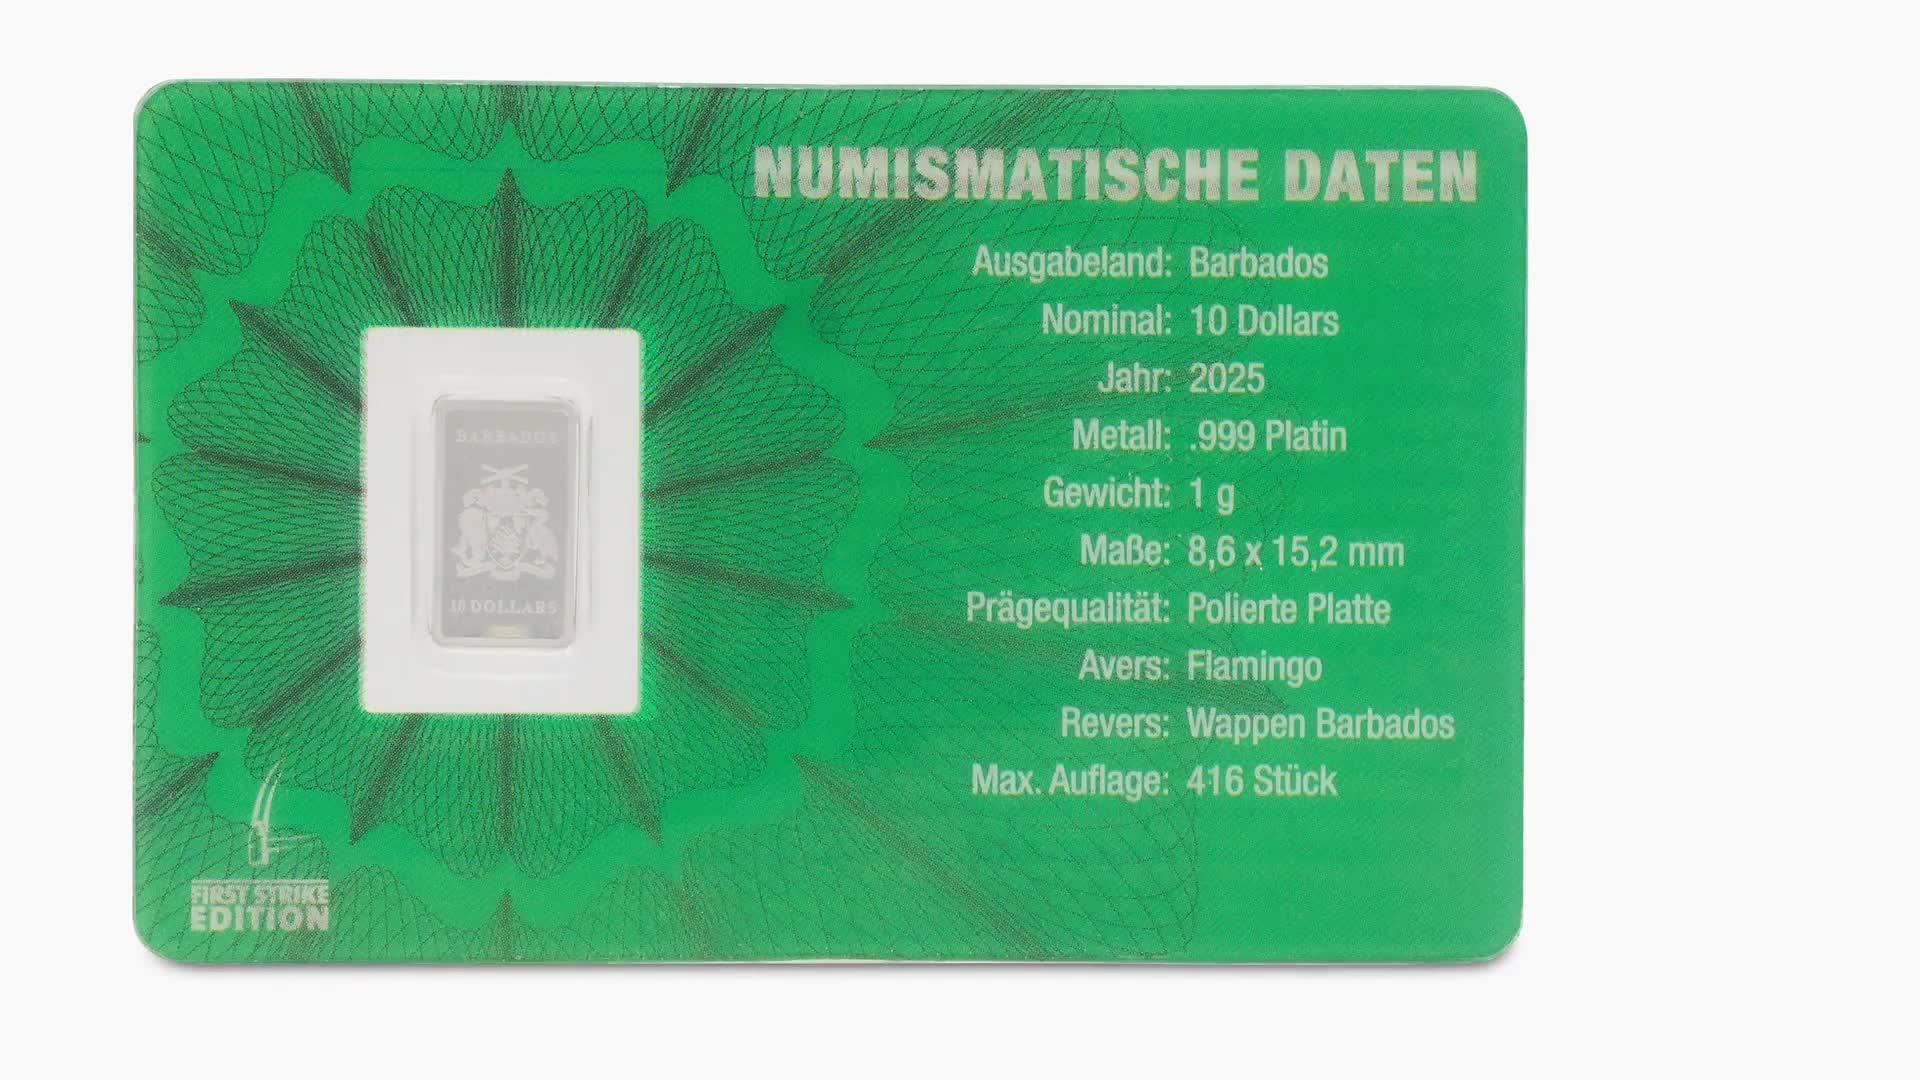 NUMISMATISCHE DATEN
Ausgabeland: Barbados
Nominal: 10 Dollars
Jahr: 2025
Metall: .999 Platin
Gewicht: 1 g
Maße: 8,6 x 15,2 mm
Prägequalität: Polierte Platte
Avers: Flamingo
Revers: Wappen Barbados
Max. Auflage: 416 Stück
BARBADOS
10 DOLLARS
FIRST STRIKE
EDITION